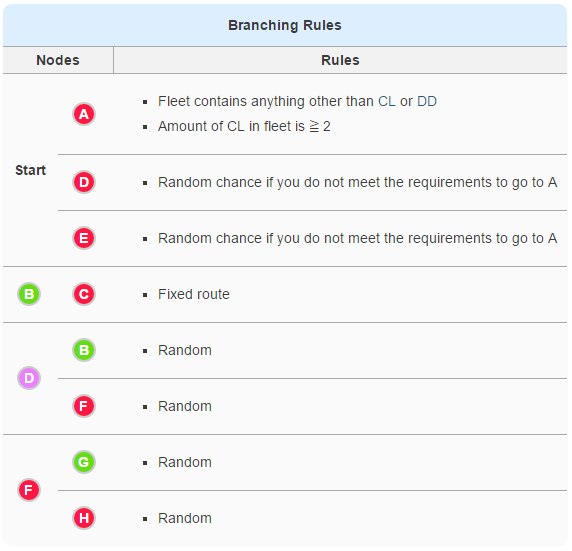 Branching Rules
Nodes Rules
Start
A
Fleet contains anything other than CL or DD
Amount of CL in fleet is ≧ 2
D
Random chance if you do not meet the requirements to go to A
E
Random chance if you do not meet the requirements to go to A
B C Fixed route
D
B Random
F Random
F
G Random
H Random